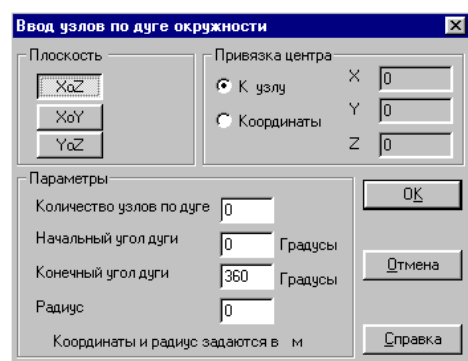 Ввод узлов по дуге окружности
Плоскость
XoZ
XoY
YoZ
Привязка центра
К узлу
Координаты
X 0
Y 0
Z 0
Параметры
Количество узлов по дуге 0
Начальный угол дуги 0 Градусы
Конечный угол дуги 360 Градусы
Радиус 0
Координаты и радиус задаются в м
OK
Отмена
Справка